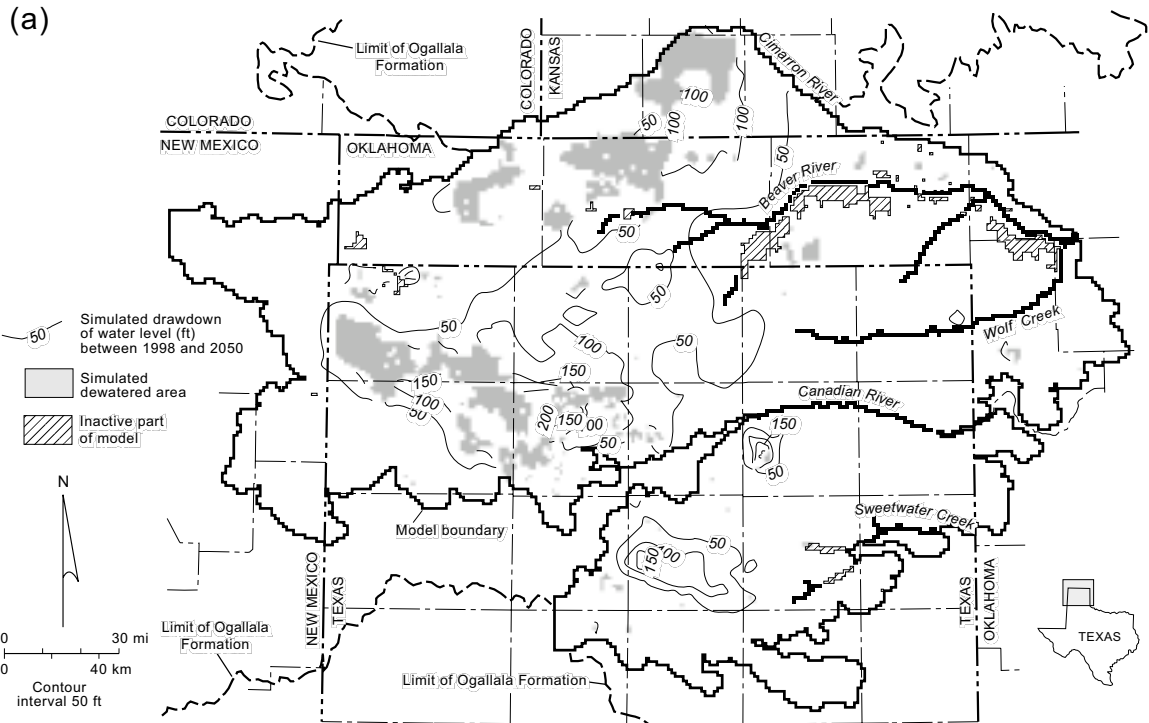 (a)
Limit of Ogallala
Formation
COLORADO
KANSAS
Cimarron River
COLORADO
NEW MEXICO
OKLAHOMA
100
50
100
100
50
Beaver River
50
50
50
Simulated drawdown
of water level (ft)
between 1998 and 2050
50
50
100
50
Wolf Creek
Simulated
dewatered area
150
150
100
50
Canadian River
Inactive part
of model
200
150
00
50
150
50
N
Model boundary
Sweetwater Creek
50
100
150
NEW MEXICO
TEXAS
TEXAS
OKLAHOMA
0 30 mi
0 40 km
Contour
interval 50 ft
Limit of Ogallala
Formation
Limit of Ogallala Formation
TEXAS